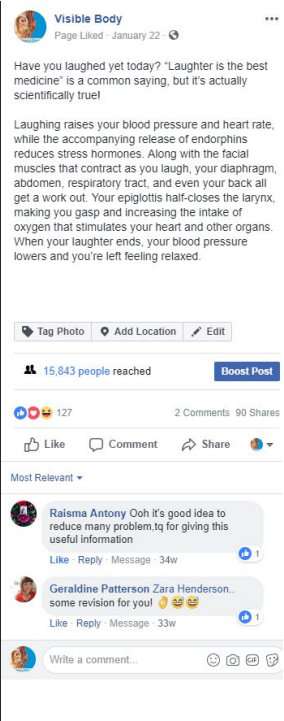 Visible Body
Page Liked · January 22 ·
Have you laughed yet today? “Laughter is the best
medicine” is a common saying, but it's actually
scientifically true!
Laughing raises your blood pressure and heart rate,
while the accompanying release of endorphins
reduces stress hormones. Along with the facial
muscles that contract as you laugh, your diaphragm,
abdomen, respiratory tract, and even your back all
get a work out. Your epiglottis half-closes the larynx,
making you gasp and increasing the intake of
oxygen that stimulates your heart and other organs.
When your laughter ends, your blood pressure
lowers and you're left feeling relaxed.
Tag Photo Add Location Edit
15,843 people reached Boost Post
127 2 Comments 90 Shares
Like Comment Share
Most Relevant
Raisma Antony Ooh it's good idea to
reduce many problem,tq for giving this
useful information
1
Like · Reply · Message · 34w
Geraldine Patterson Zara Henderson..
some revision for you! 👌😅😅
1
Like · Reply · Message · 33w
Write a comment... GIF